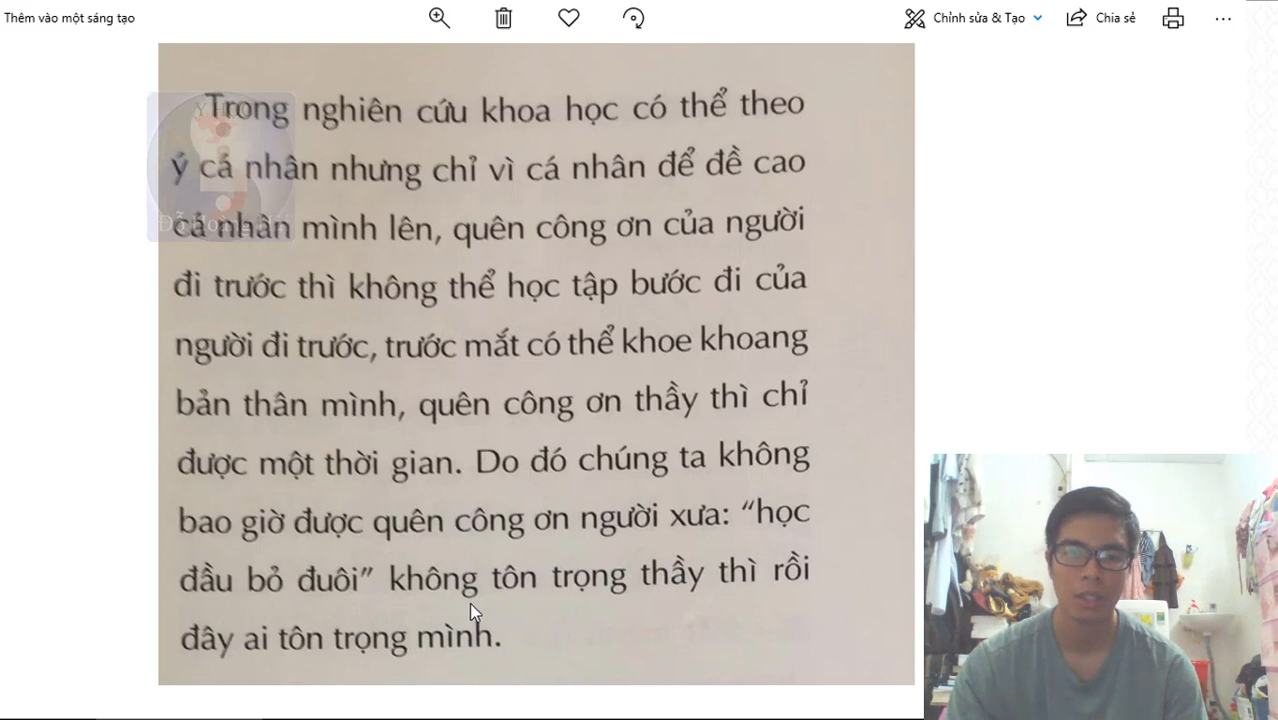 Thêm vào một sáng tạo
Chỉnh sửa & Tạo
Chia sẻ
Trong nghiên cứu khoa học có thể theo
ý cá nhân nhưng chỉ vì cá nhân để đề cao
cá nhân mình lên, quên công ơn của người
đi trước thì không thể học tập bước đi của
người đi trước, trước mắt có thể khoe khoang
bản thân mình, quên công ơn thầy thì chỉ
được một thời gian. Do đó chúng ta không
bao giờ được quên công ơn người xưa: “học
đầu bỏ đuôi” không tôn trọng thầy thì rồi
đây ai tôn trọng mình.